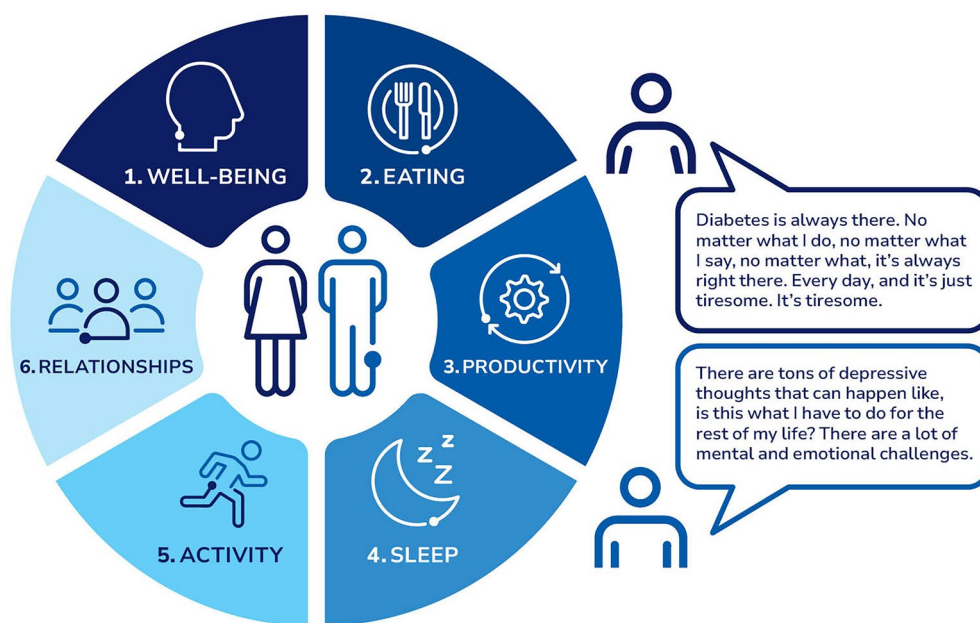 1. WELL-BEING
2. EATING
3. PRODUCTIVITY
4. SLEEP
5. ACTIVITY
6. RELATIONSHIPS
z
z
Z
Diabetes is always there. No
matter what I do, no matter what
I say, no matter what, it's always
right there. Every day, and it's just
tiresome. It's tiresome.
There are tons of depressive
thoughts that can happen like,
is this what I have to do for the
rest of my life? There are a lot of
mental and emotional challenges.